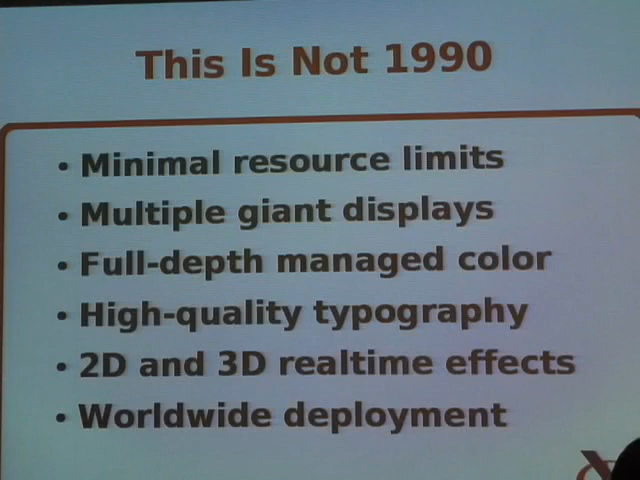 This Is Not 1990
• Minimal resource limits
• Multiple giant displays
• Full-depth managed color
• High-quality typography
• 2D and 3D realtime effects
• Worldwide deployment